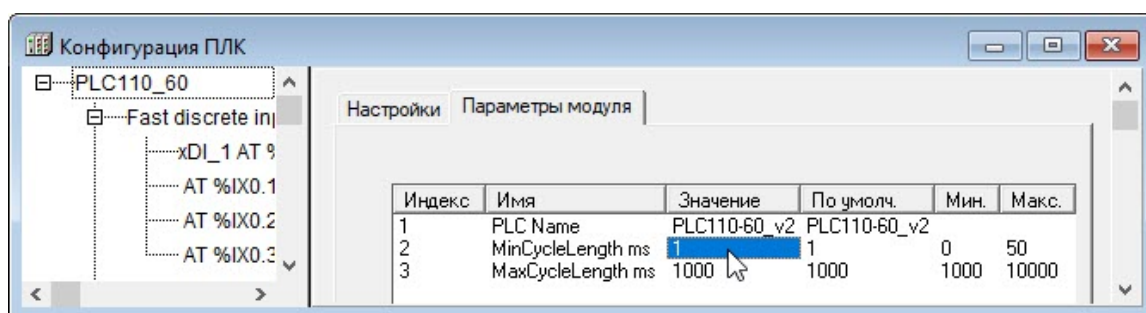 Конфигурация ПЛК
PLC110_60
Fast discrete in
xDI_1 AT %
AT %IX0.1
AT %IX0.2
AT %IX0.3
Настройки Параметры модуля
Индекс Имя Значение По умолч. Мин. Макс.
1 PLC Name PLC110-60_v2 PLC110-60_v2
2 MinCycleLength ms 1 1 0 50
3 MaxCycleLength ms 1000 1000 1000 10000